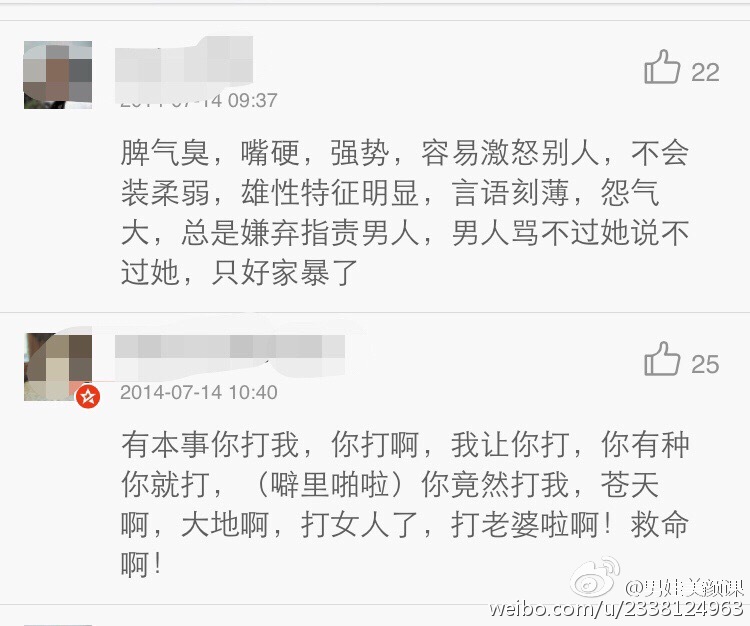 2014-07-14 09:37
22
脾气臭，嘴硬，强势，容易激怒别人，不会
装柔弱，雄性特征明显，言语刻薄，怨气
大，总是嫌弃指责男人，男人骂不过她说不
过她，只好家暴了
25
2014-07-14 10:40
有本事你打我，你打啊，我让你打，你有种
你就打，（噼里啪啦）你竟然打我，苍天
啊，大地啊，打女人了，打老婆啦啊！救命
啊！
@男娃美颜课
weibo.com/u/2338124963